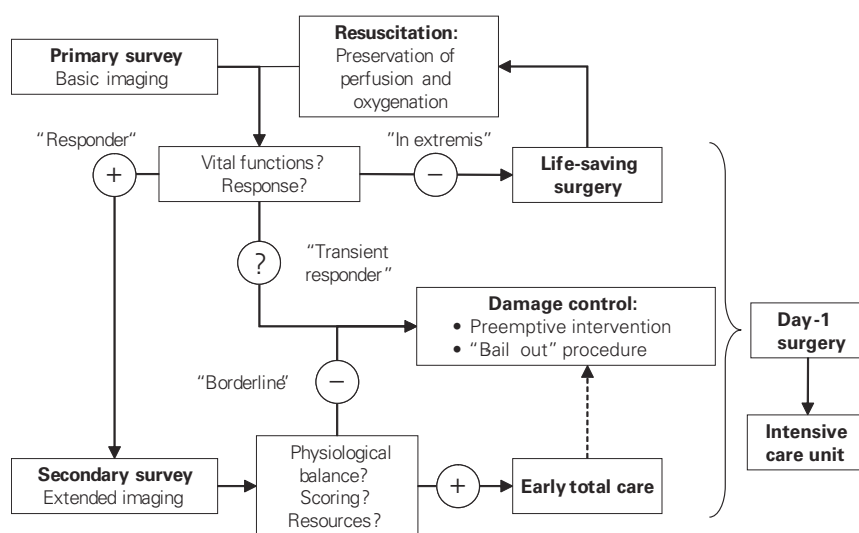 Primary survey
Basic imaging
Resuscitation:
Preservation of
perfusion and
oxygenation
“Responder“
+
Vital functions?
Response?
“In extremis”
−
Life-saving
surgery
?
“Transient
responder”
Damage control:
• Preemptive intervention
• “Bail out” procedure
Day-1
surgery
“Borderline”
−
Intensive
care unit
Secondary survey
Extended imaging
Physiological
balance?
Scoring?
Resources?
+
Early total care